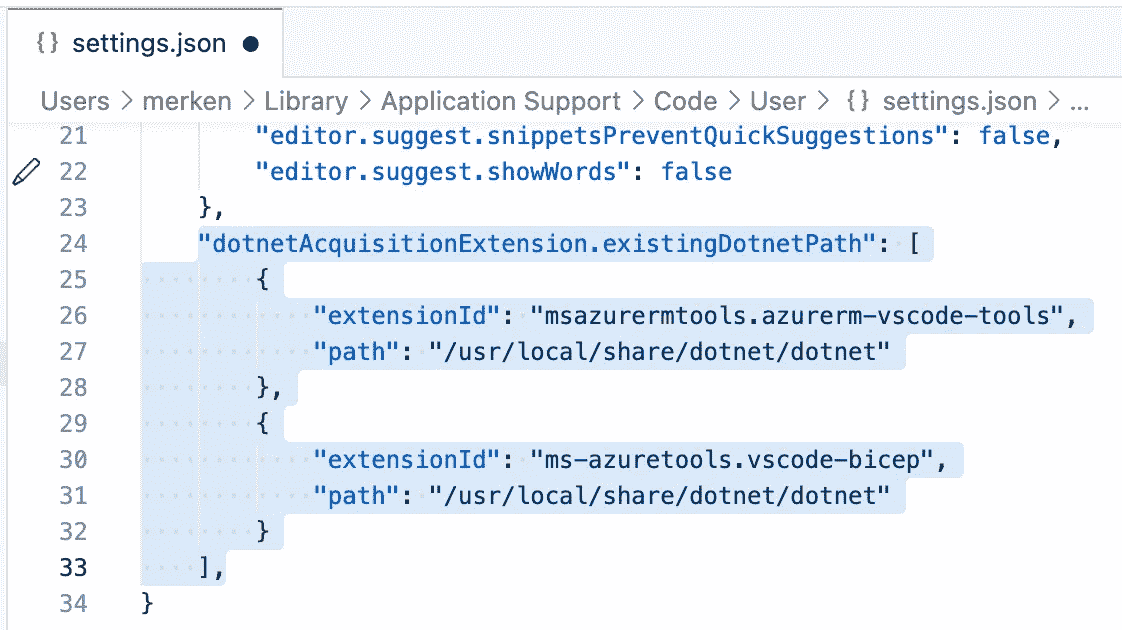 {} settings.json ●
Users > merken > Library > Application Support > Code > User > {} settings.json > ...
21 "editor.suggest.snippetsPreventQuickSuggestions": false,
22 "editor.suggest.showWords": false
23 },
24 "dotnetAcquisitionExtension.existingDotnetPath": [
25 {
26 "extensionId": "msazurermtools.azurerm-vscode-tools",
27 "path": "/usr/local/share/dotnet/dotnet"
28 },
29 {
30 "extensionId": "ms-azuretools.vscode-bicep",
31 "path": "/usr/local/share/dotnet/dotnet"
32 }
33 ],
34 }